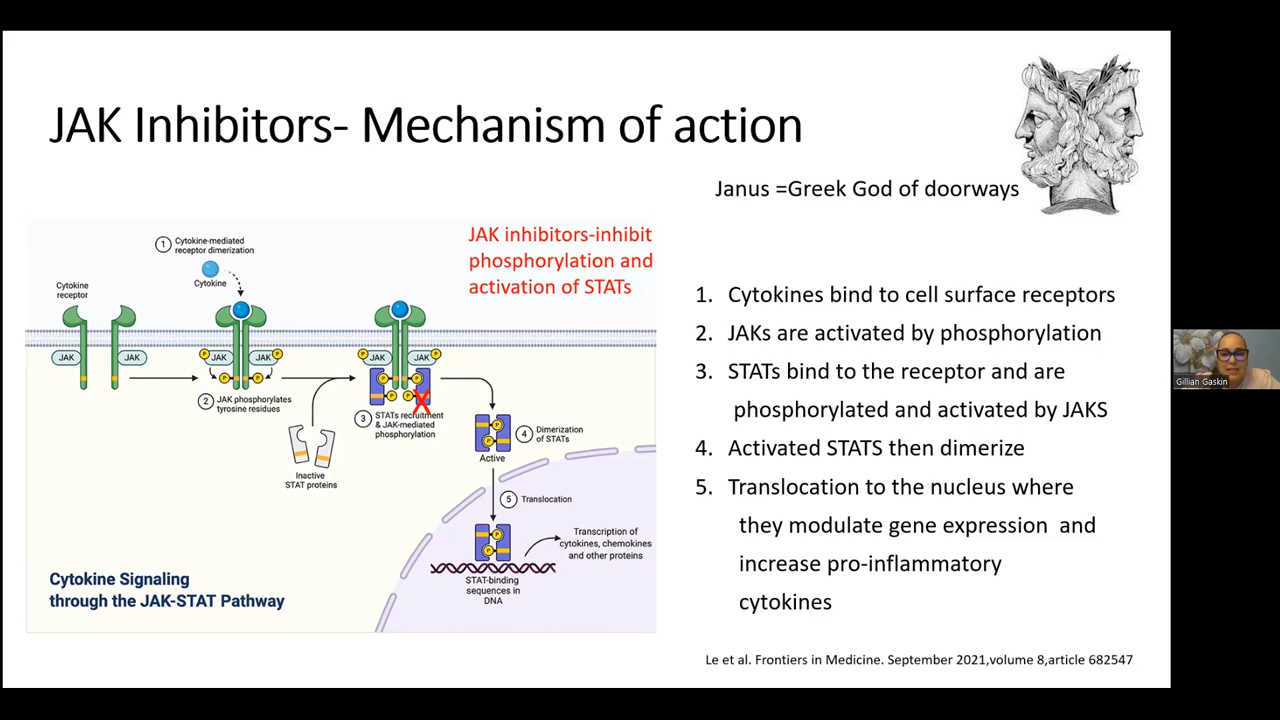 JAK Inhibitors- Mechanism of action
Janus =Greek God of doorways
JAK inhibitors-inhibit
phosphorylation and
activation of STATs
1
Cytokine-mediated
receptor dimerization
Cytokine
Cytokine
receptor
JAK
JAK
P
JAK
JAK
P
P
P
2
JAK phosphorylates
tyrosine residues
P
JAK
JAK
P
P
P
P
P
3
STATs recruitment
& JAK-mediated
phosphorylation
Inactive
STAT proteins
P
P
Active
4
Dimerization
of STATs
5
Translocation
P
P
Transcription of
cytokines, chemokines
and other proteins
STAT-binding
sequences in
DNA
Cytokine Signaling
through the JAK-STAT Pathway
1. Cytokines bind to cell surface receptors
2. JAKs are activated by phosphorylation
3. STATs bind to the receptor and are
phosphorylated and activated by JAKS
4. Activated STATS then dimerize
5. Translocation to the nucleus where
they modulate gene expression and
increase pro-inflammatory
cytokines
Le et al. Frontiers in Medicine. September 2021,volume 8,article 682547
Gillian Gaskin